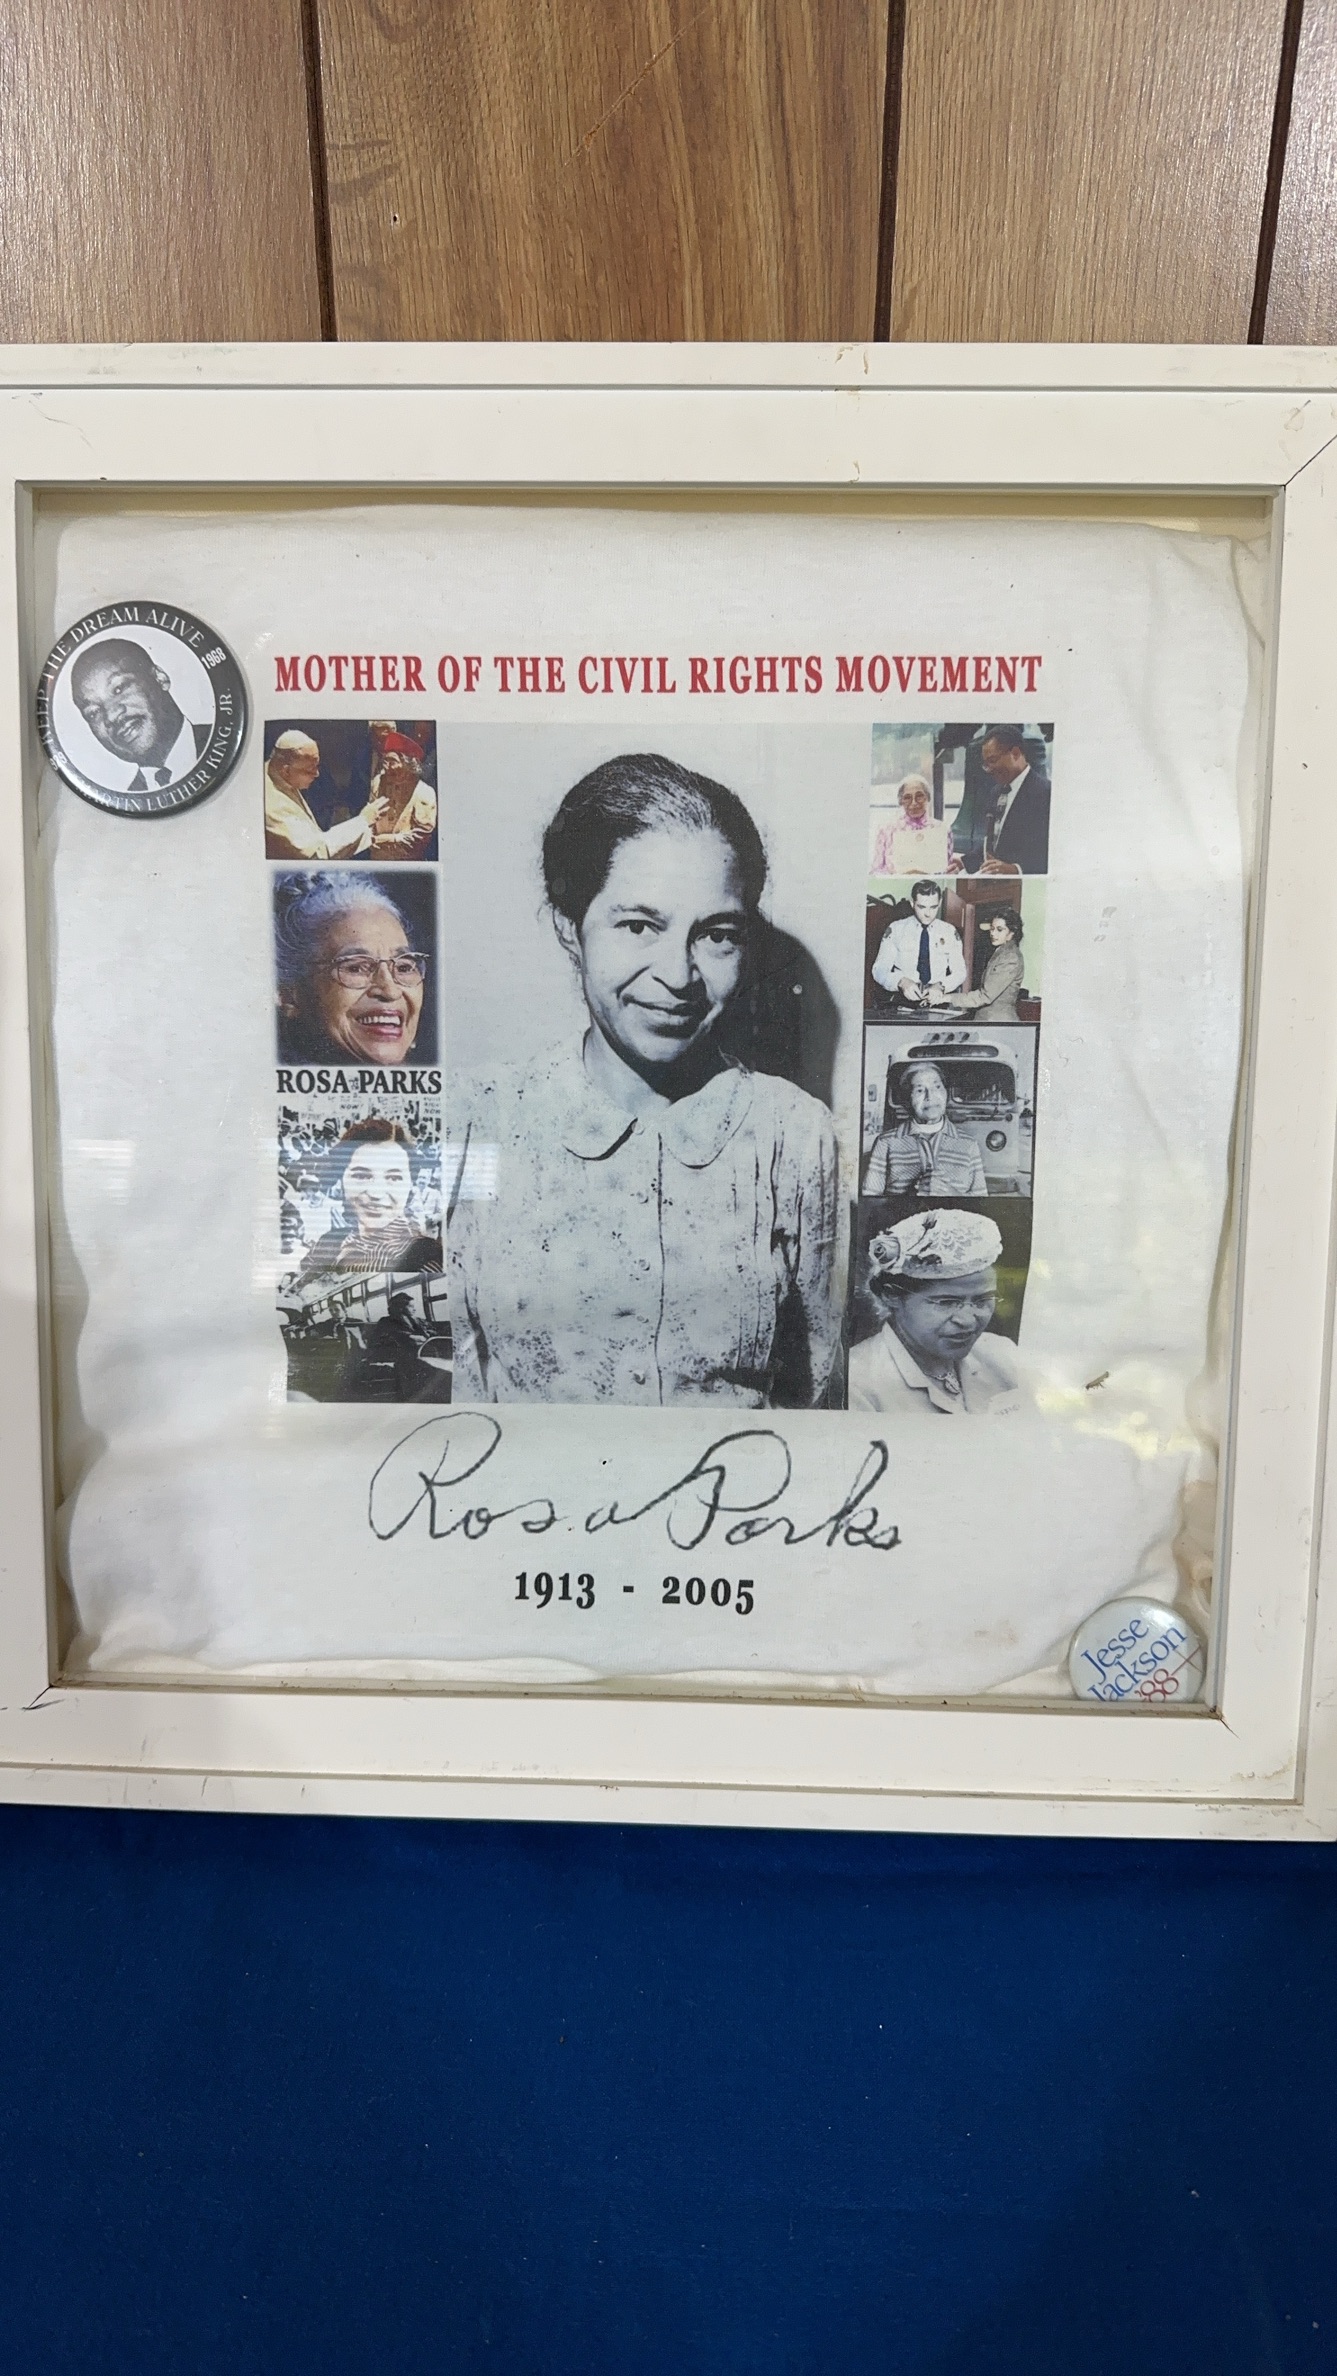 KEEP THE DREAM ALIVE
1968
MARTIN LUTHER KING, JR.
MOTHER OF THE CIVIL RIGHTS MOVEMENT
ROSA PARKS
NOW
Rosa Parks
1913 - 2005
Jesse
Jackson
'88